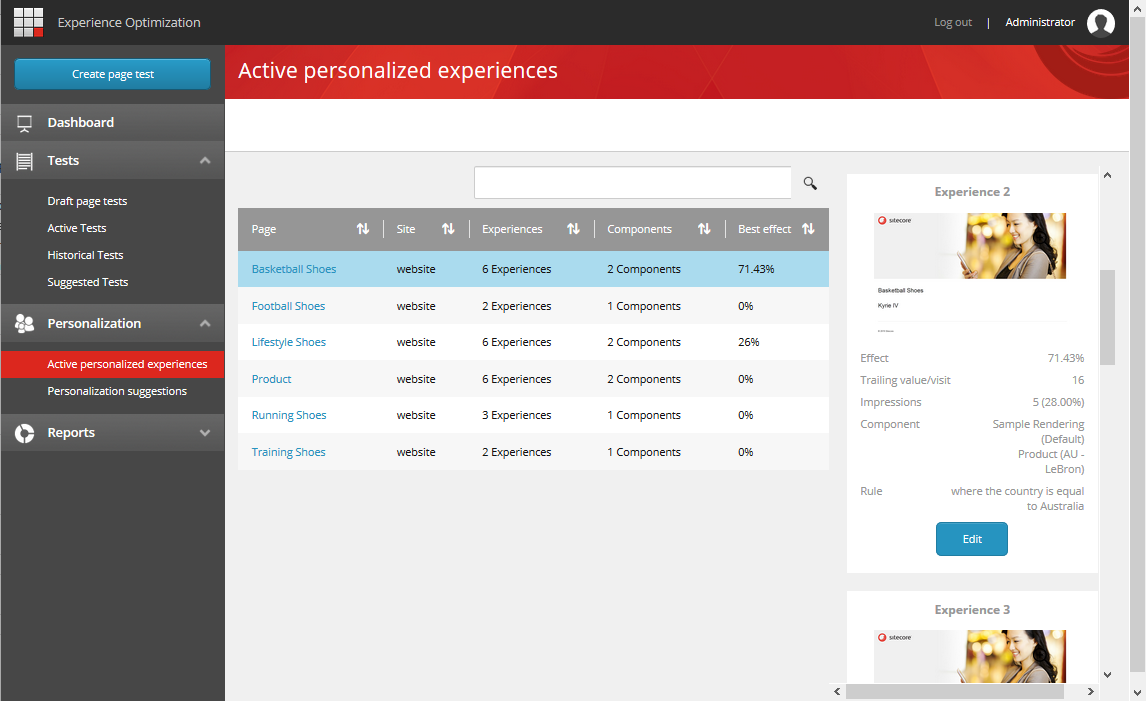 Experience Optimization
Log out | Administrator
Create page test
Active personalized experiences
Dashboard
Tests
Draft page tests
Active Tests
Historical Tests
Suggested Tests
Personalization
Active personalized experiences
Personalization suggestions
Reports
Page Site Experiences Components Best effect
Basketball Shoes website 6 Experiences 2 Components 71.43%
Football Shoes website 2 Experiences 1 Components 0%
Lifestyle Shoes website 6 Experiences 2 Components 26%
Product website 6 Experiences 2 Components 0%
Running Shoes website 3 Experiences 1 Components 0%
Training Shoes website 2 Experiences 1 Components 0%
Experience 2
sitecore
Basketball Shoes
Kyrie IV
Effect 71.43%
Trailing value/visit 16
Impressions 5 (28.00%)
Component Sample Rendering
(Default)
Product (AU -
LeBron)
Rule where the country is equal
to Australia
Edit
Experience 3
sitecore